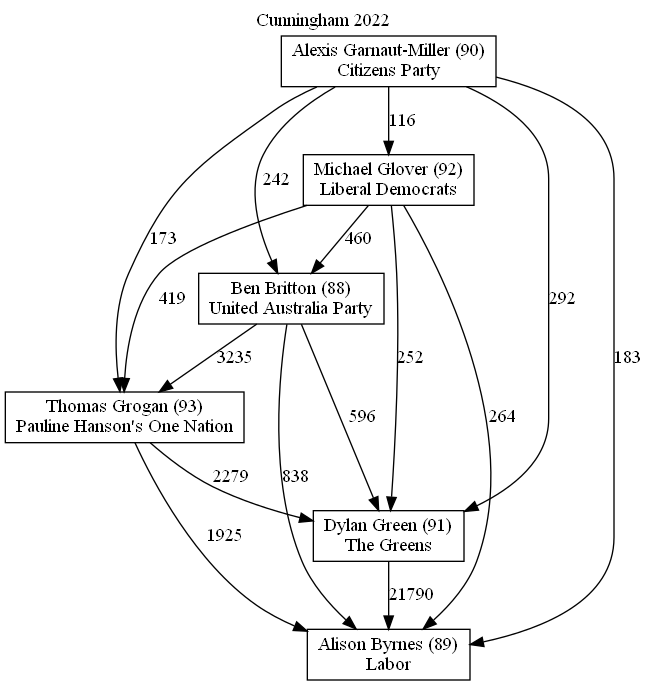 Cunningham 2022
Alexis Garnaut-Miller (90)
Citizens Party
116
Michael Glover (92)
Liberal Democrats
242
173
460
419
292
Ben Britton (88)
United Australia Party
3235
252
183
Thomas Grogan (93)
Pauline Hanson's One Nation
596
264
2279
838
1925
Dylan Green (91)
The Greens
21790
Alison Byrnes (89)
Labor